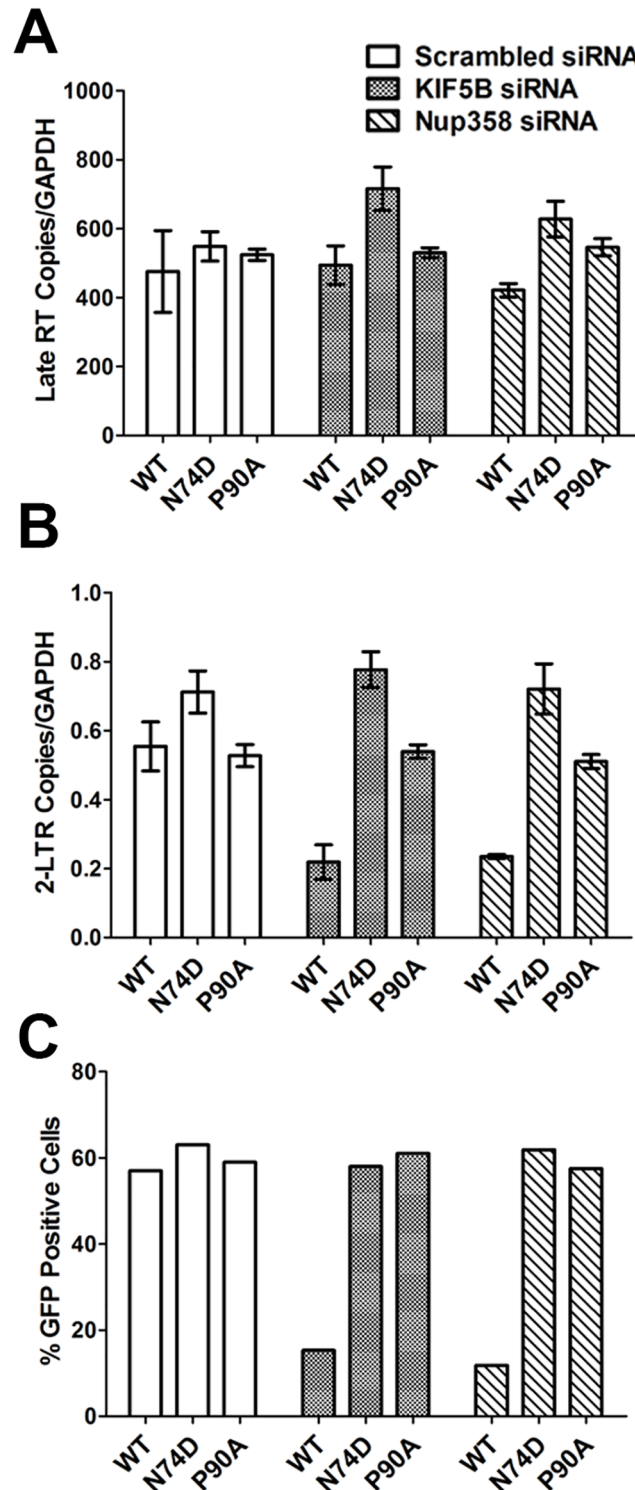 A
Scrambled siRNA
KIF5B siRNA
Nup358 siRNA
Late RT Copies/GAPDH
1000
800
600
400
200
0
WT N74D P90A WT N74D P90A WT N74D P90A
B
2-LTR Copies/GAPDH
1.0
0.8
0.6
0.4
0.2
0.0
WT N74D P90A WT N74D P90A WT N74D P90A
C
% GFP Positive Cells
80
60
40
20
0
WT N74D P90A WT N74D P90A WT N74D P90A